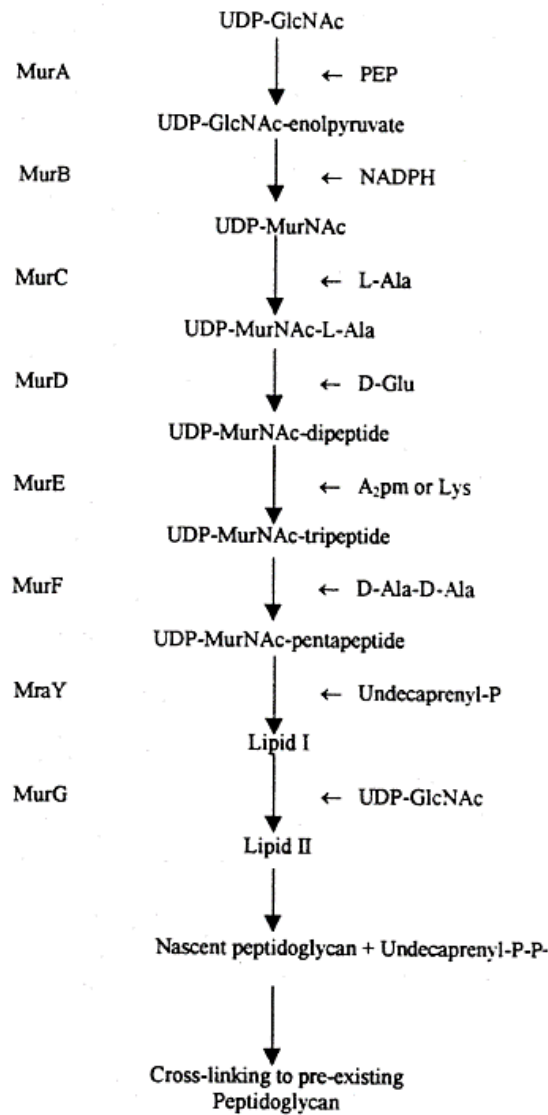 UDP-GlcNAc
MurA ← PEP
UDP-GlcNAc-enolpyruvate
MurB ← NADPH
UDP-MurNAc
MurC ← L-Ala
UDP-MurNAc-L-Ala
MurD ← D-Glu
UDP-MurNAc-dipeptide
MurE ← A₂pm or Lys
UDP-MurNAc-tripeptide
MurF ← D-Ala-D-Ala
UDP-MurNAc-pentapeptide
MraY ← Undecaprenyl-P
Lipid I
MurG ← UDP-GlcNAc
Lipid II
Nascent peptidoglycan + Undecaprenyl-P-P-
Cross-linking to pre-existing
Peptidoglycan